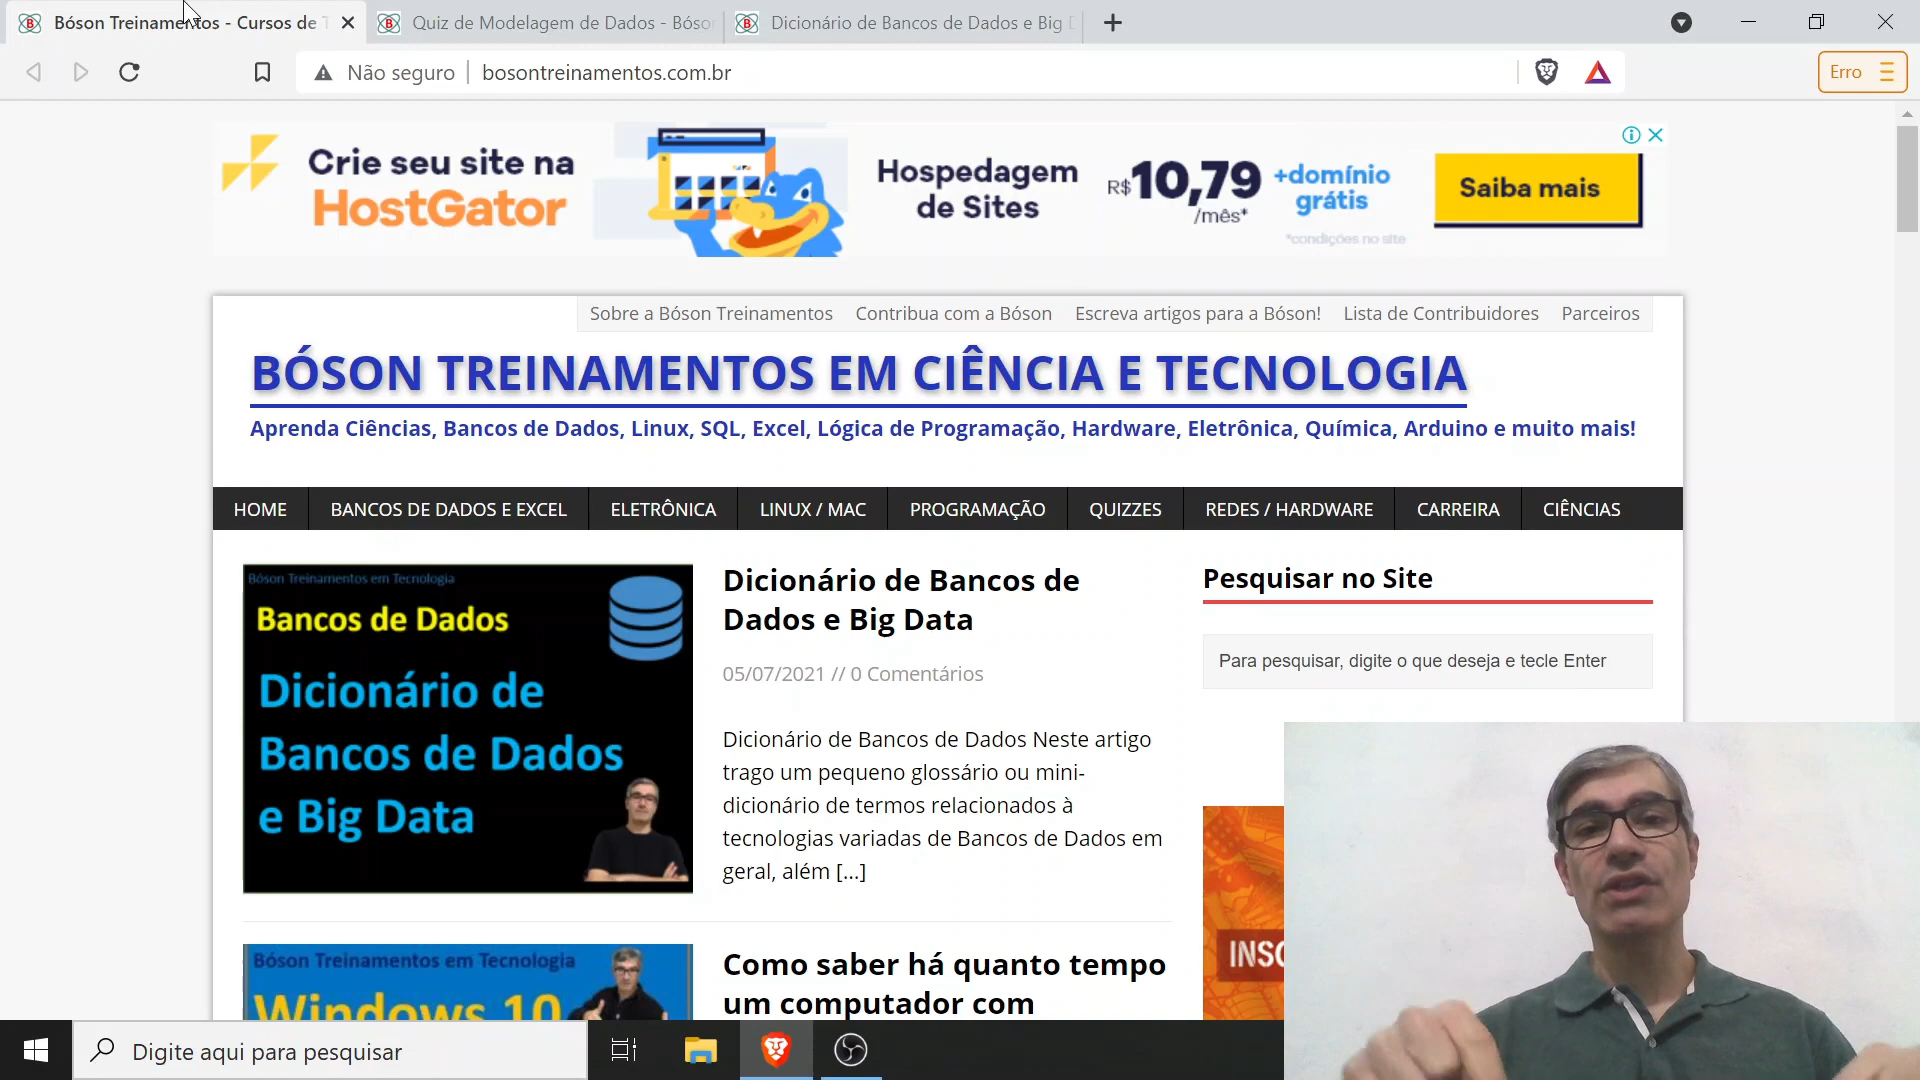 Bóson Treinamentos - Cursos de T
Quiz de Modelagem de Dados - Bóso
Dicionário de Bancos de Dados e Big D
Não seguro
bosontreinamentos.com.br
Erro
Crie seu site na
HostGator
Hospedagem
de Sites
R$10,79
/mês*
+domínio
grátis
*condições no site
Saiba mais
Sobre a Bóson Treinamentos
Contribua com a Bóson
Escreva artigos para a Bóson!
Lista de Contribuidores
Parceiros
BÓSON TREINAMENTOS EM CIÊNCIA E TECNOLOGIA
Aprenda Ciências, Bancos de Dados, Linux, SQL, Excel, Lógica de Programação, Hardware, Eletrônica, Química, Arduino e muito mais!
HOME
BANCOS DE DADOS E EXCEL
ELETRÔNICA
LINUX / MAC
PROGRAMAÇÃO
QUIZZES
REDES / HARDWARE
CARREIRA
CIÊNCIAS
Bóson Treinamentos em Tecnologia
Bancos de Dados
Dicionário de
Bancos de Dados
e Big Data
Dicionário de Bancos de
Dados e Big Data
05/07/2021 // 0 Comentários
Dicionário de Bancos de Dados Neste artigo
trago um pequeno glossário ou mini-
dicionário de termos relacionados à
tecnologias variadas de Bancos de Dados em
geral, além [...]
Pesquisar no Site
Para pesquisar, digite o que deseja e tecle Enter
INSC
Bóson Treinamentos em Tecnologia
Windows 10
Como saber há quanto tempo
um computador com
Digite aqui para pesquisar